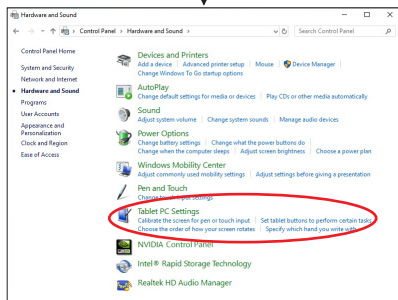 Hardware and Sound
Control Panel > Hardware and Sound >
Search Control Panel
Control Panel Home
System and Security
Network and Internet
Hardware and Sound
Programs
User Accounts
Appearance and
Personalization
Clock and Region
Ease of Access
Devices and Printers
Add a device | Advanced printer setup | Mouse | Device Manager |
Change Windows To Go startup options
AutoPlay
Change default settings for media or devices | Play CDs or other media automatically
Sound
Adjust system volume | Change system sounds | Manage audio devices
Power Options
Change battery settings | Change what the power buttons do |
Change when the computer sleeps | Adjust screen brightness | Choose a power plan
Windows Mobility Center
Adjust commonly used mobility settings | Adjust settings before giving a presentation
Pen and Touch
Change touch input settings
Tablet PC Settings
Calibrate the screen for pen or touch input | Set tablet buttons to perform certain tasks
Choose the order of how your screen rotates | Specify which hand you write with
NVIDIA Control Panel
Intel® Rapid Storage Technology
Realtek HD Audio Manager